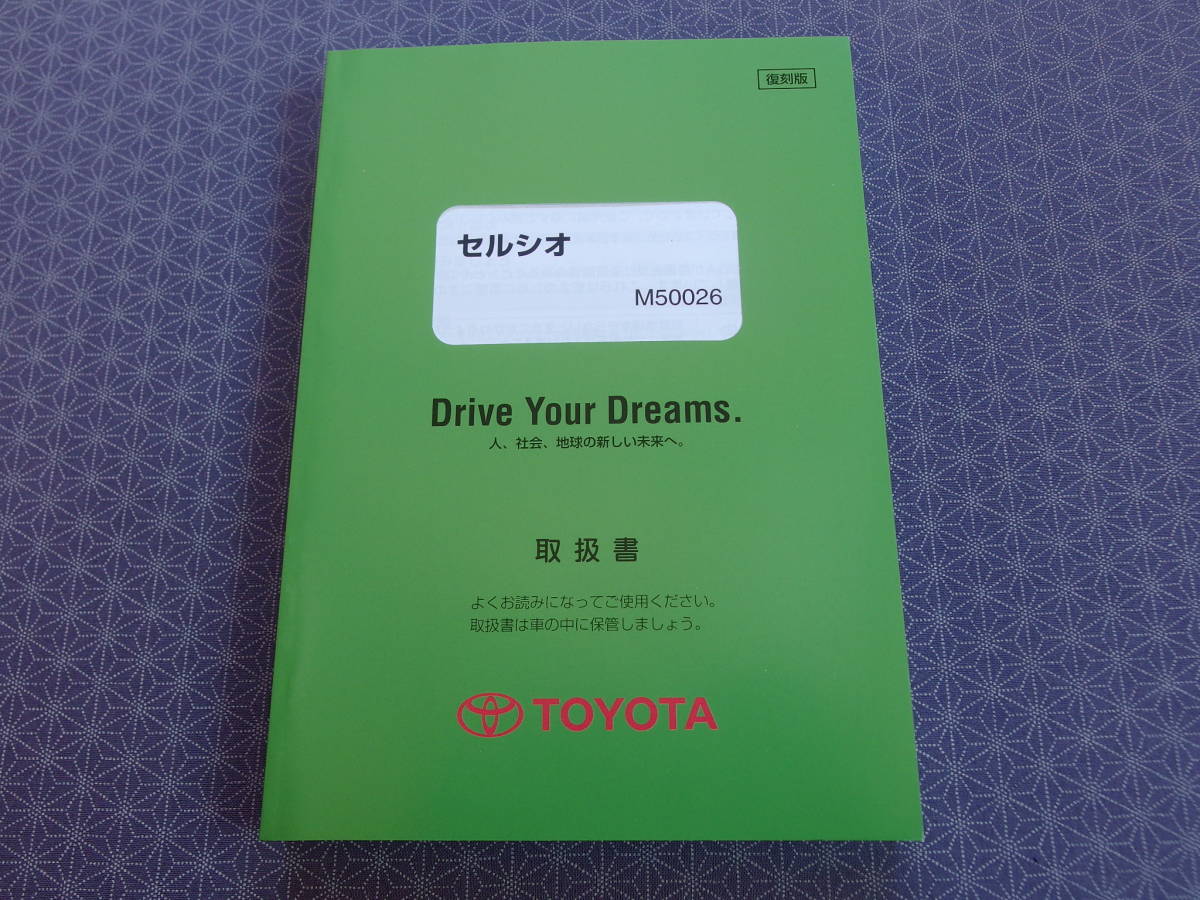 復刻版
セルシオ
M50026
Drive Your Dreams.
人、社会、地球の新しい未来へ。
取扱書
よくお読みになってご使用ください。
取扱書は車の中に保管しましょう。
TOYOTA